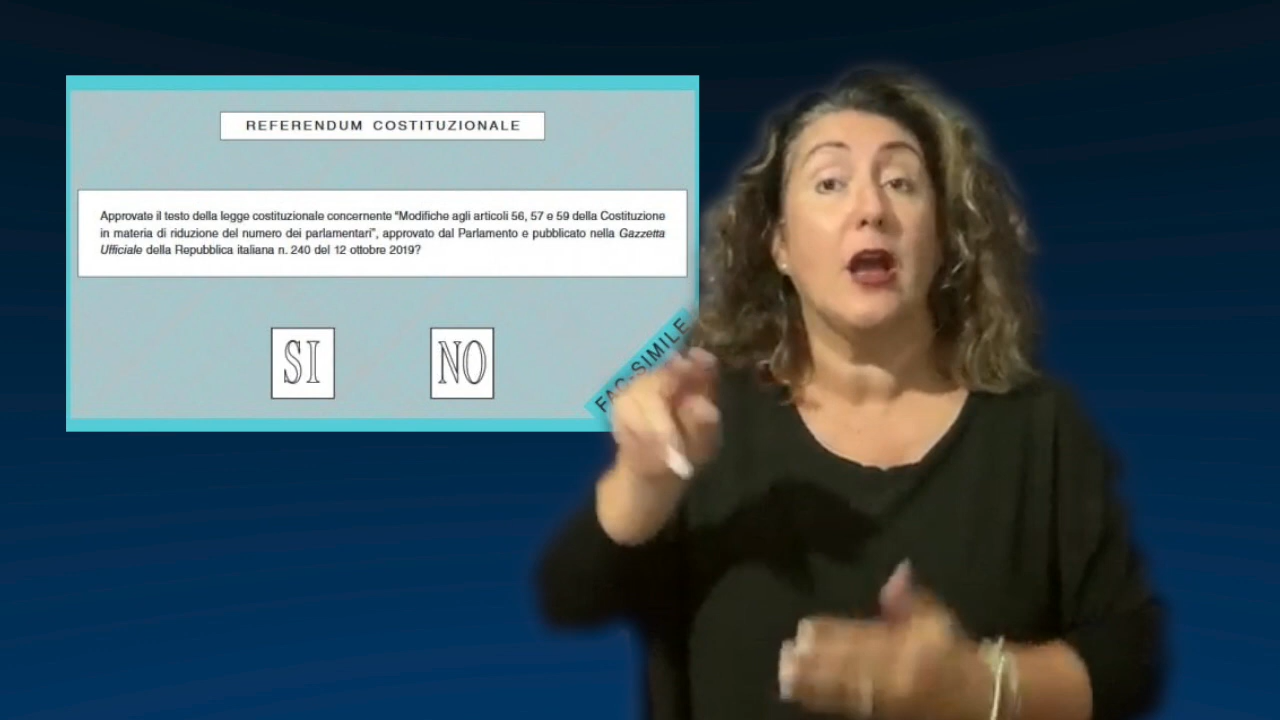 REFERENDUM COSTITUZIONALE
Approvate il testo della legge costituzionale concernente “Modifiche agli articoli 56, 57 e 59 della Costituzione
in materia di riduzione del numero dei parlamentari”, approvato dal Parlamento e pubblicato nella Gazzetta
Ufficiale della Repubblica italiana n. 240 del 12 ottobre 2019?
SI NO
FAC-SIMILE